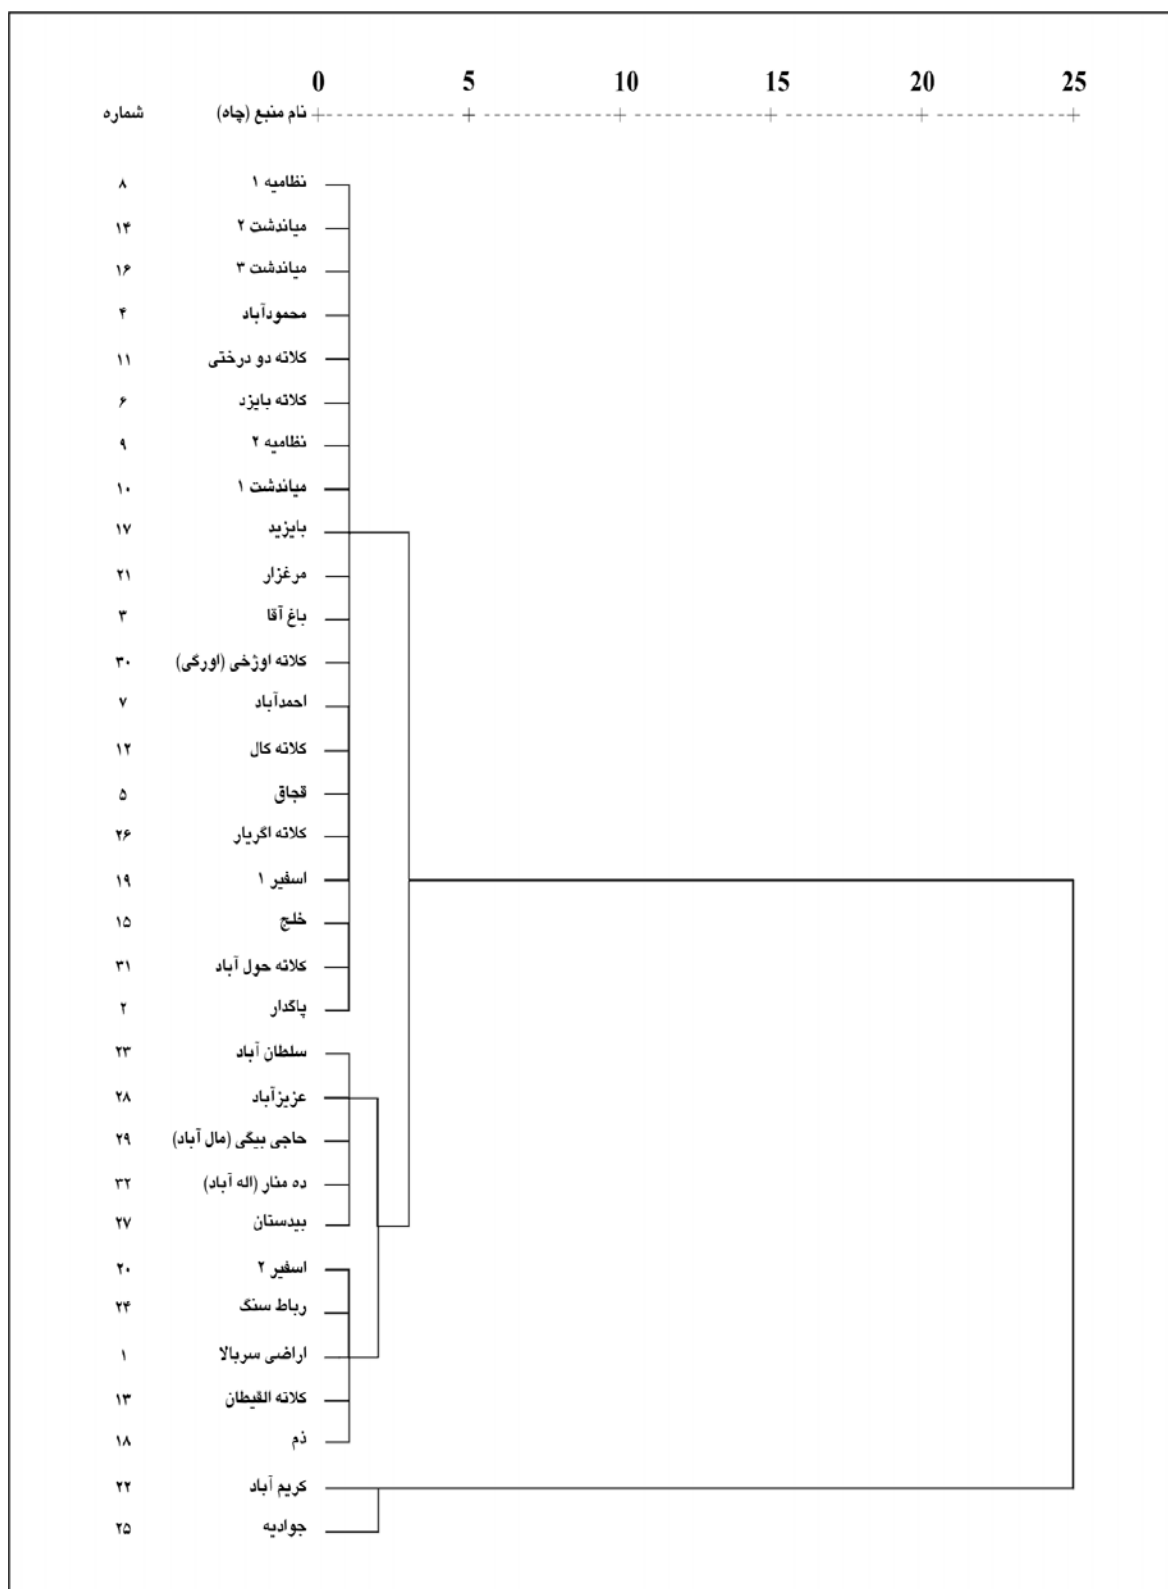 0 5 10 15 20 25
شماره نام منبع (چاه)
۸ نظامیه ۱
۱۴ میاندشت ۲
۱۶ میاندشت ۳
۴ محمودآباد
۱۱ کلاته دو درختی
۶ کلاته بایزد
۹ نظامیه ۲
۱۰ میاندشت ۱
۱۷ بایزید
۲۱ مرغزار
۳ باغ آقا
۳۰ کلاته اوژخی (اورگی)
۷ احمدآباد
۱۲ کلاته کال
۵ قجاق
۲۶ کلاته اگریار
۱۹ اسفیر ۱
۱۵ خلج
۳۱ کلاته حول آباد
۲ پاگدار
۲۳ سلطان آباد
۲۸ عزیزآباد
۲۹ حاجی بیگی (مال آباد)
۳۲ ده منار (اله آباد)
۲۷ بیدستان
۲۰ اسفیر ۲
۲۴ رباط سنگ
۱ اراضی سربالا
۱۳ کلاته القیطان
۱۸ ذم
۲۲ کریم آباد
۲۵ جوادیه